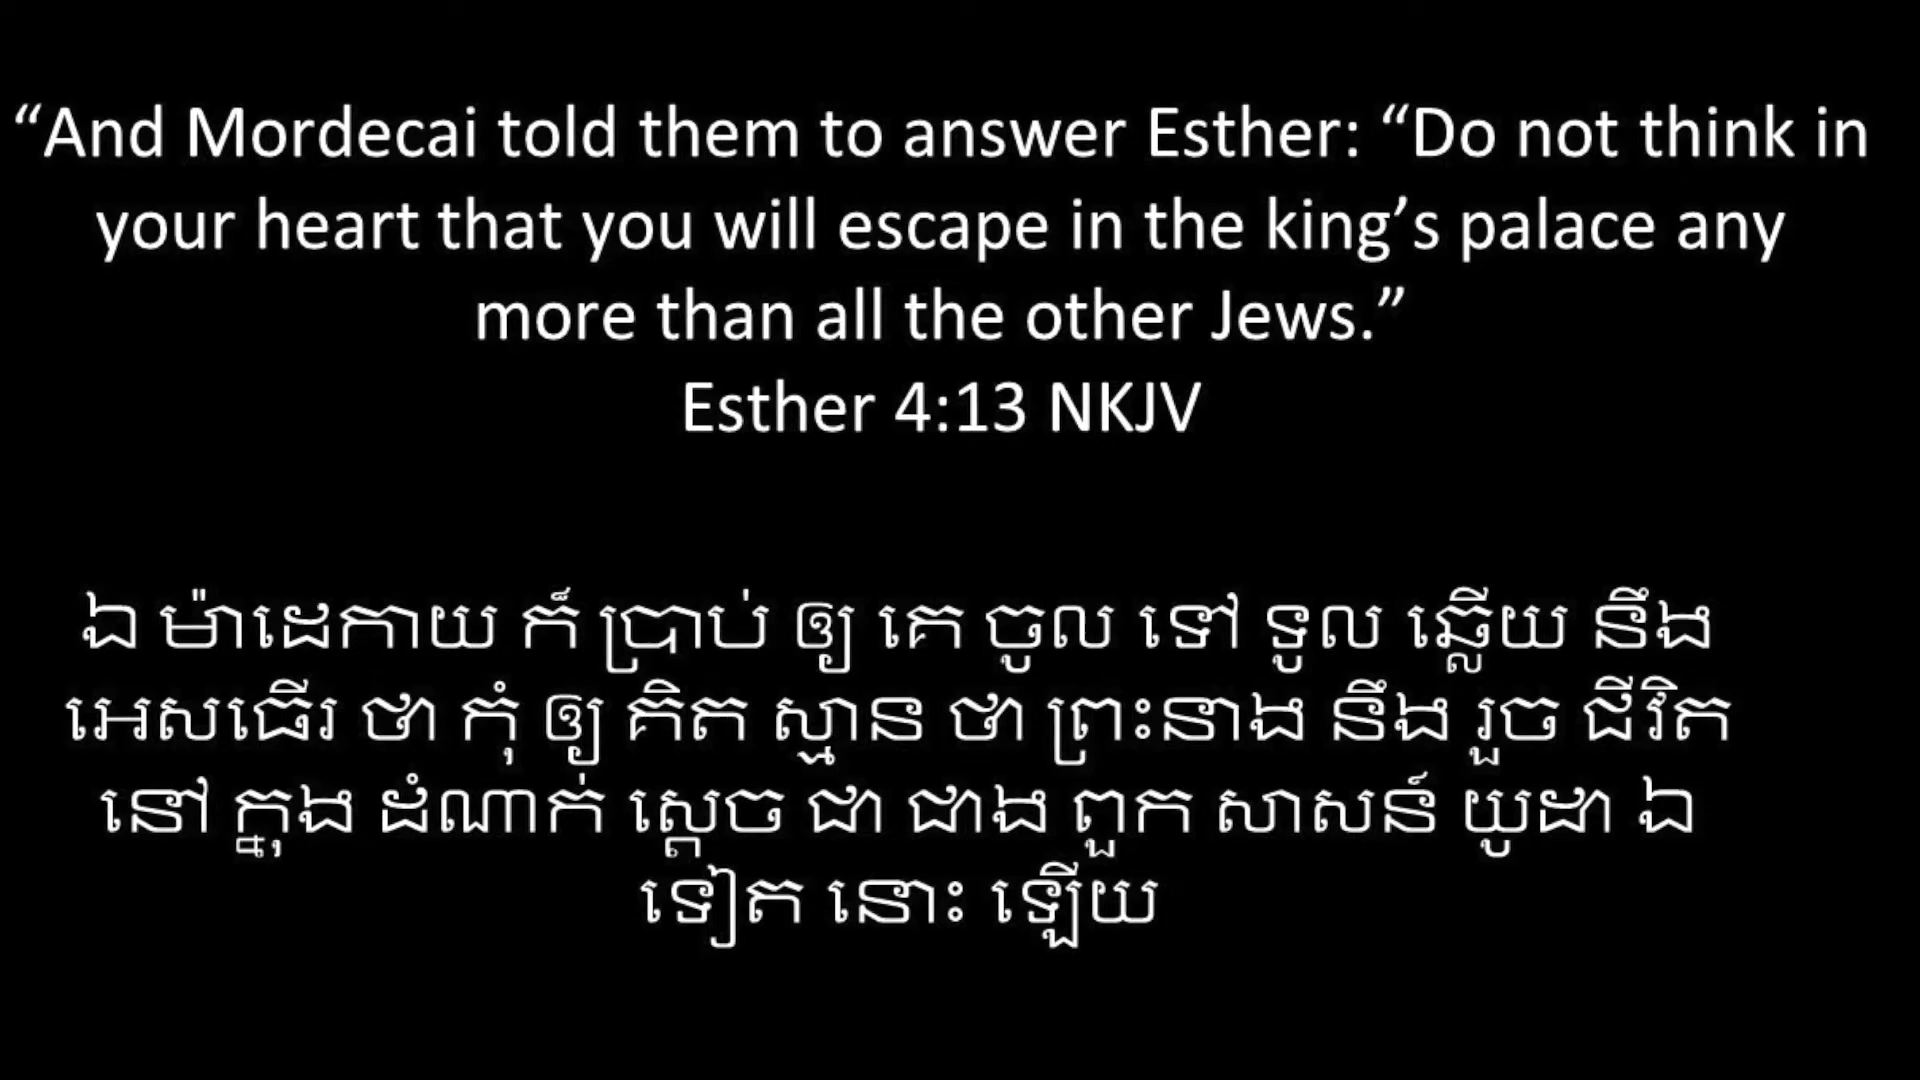 “And Mordecai told them to answer Esther: “Do not think in
your heart that you will escape in the king’s palace any
more than all the other Jews.”
Esther 4:13 NKJV
ឯ ម៉ាដេកាយ ក៏ ប្រាប់ ឲ្យ គេ ចូល ទៅ ទូល ឆ្លើយ នឹង
អេសធើរ ថា កុំ ឲ្យ គិត ស្មាន ថា ព្រះនាង នឹង រួច ជីវិត
នៅ ក្នុង ដំណាក់ ស្តេច ជា ជាង ពួក សាសន៍ យូដា ឯ
ទៀត នោះ ឡើយ